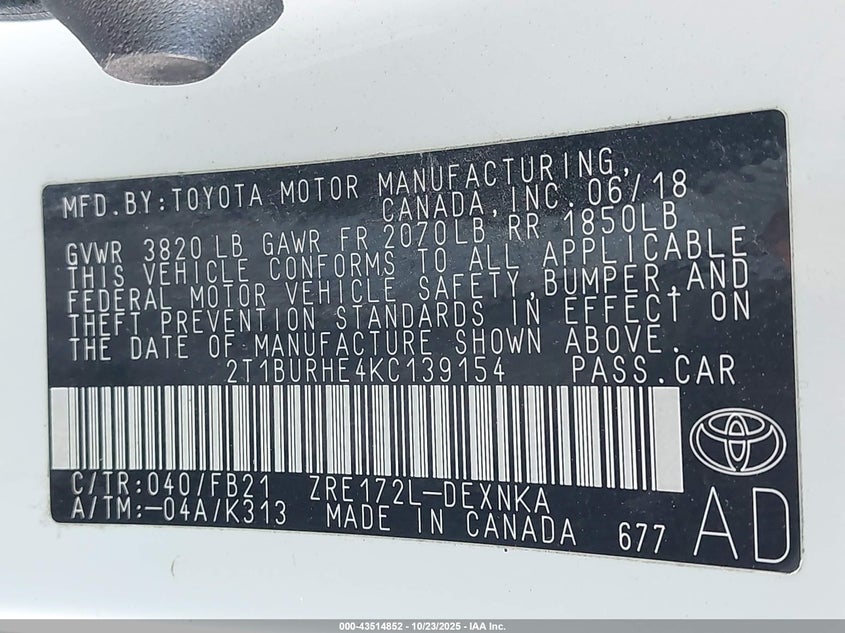 MFD.BY:TOYOTA MOTOR MANUFACTURING,
CANADA,INC. 06/18
GVWR 3820 LB GAWR FR 2070LB RR 1850LB
THIS VEHICLE CONFORMS TO ALL APPLICABLE
FEDERAL MOTOR VEHICLE SAFETY,BUMPER,AND
THEFT PREVENTION STANDARDS IN EFFECT ON
THE DATE OF MANUFACTURE SHOWN ABOVE.
2T1BURHE4KC139154 PASS.CAR
C/TR:040/FB21 ZRE172L-DEXNKA
A/TM:-04A/K313 MADE IN CANADA 677
AD
000-43514852 - 10/23/2025 - IAA Inc.